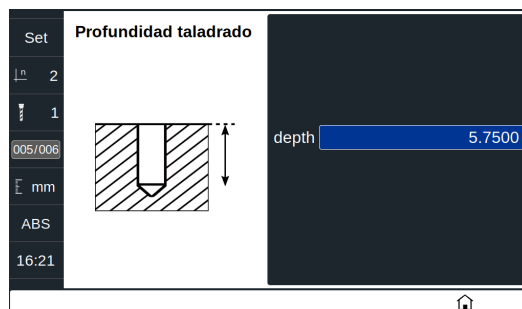 Set
n 2
1
005/006
mm
ABS
16:21
Profundidad taladrado
depth 5.7500